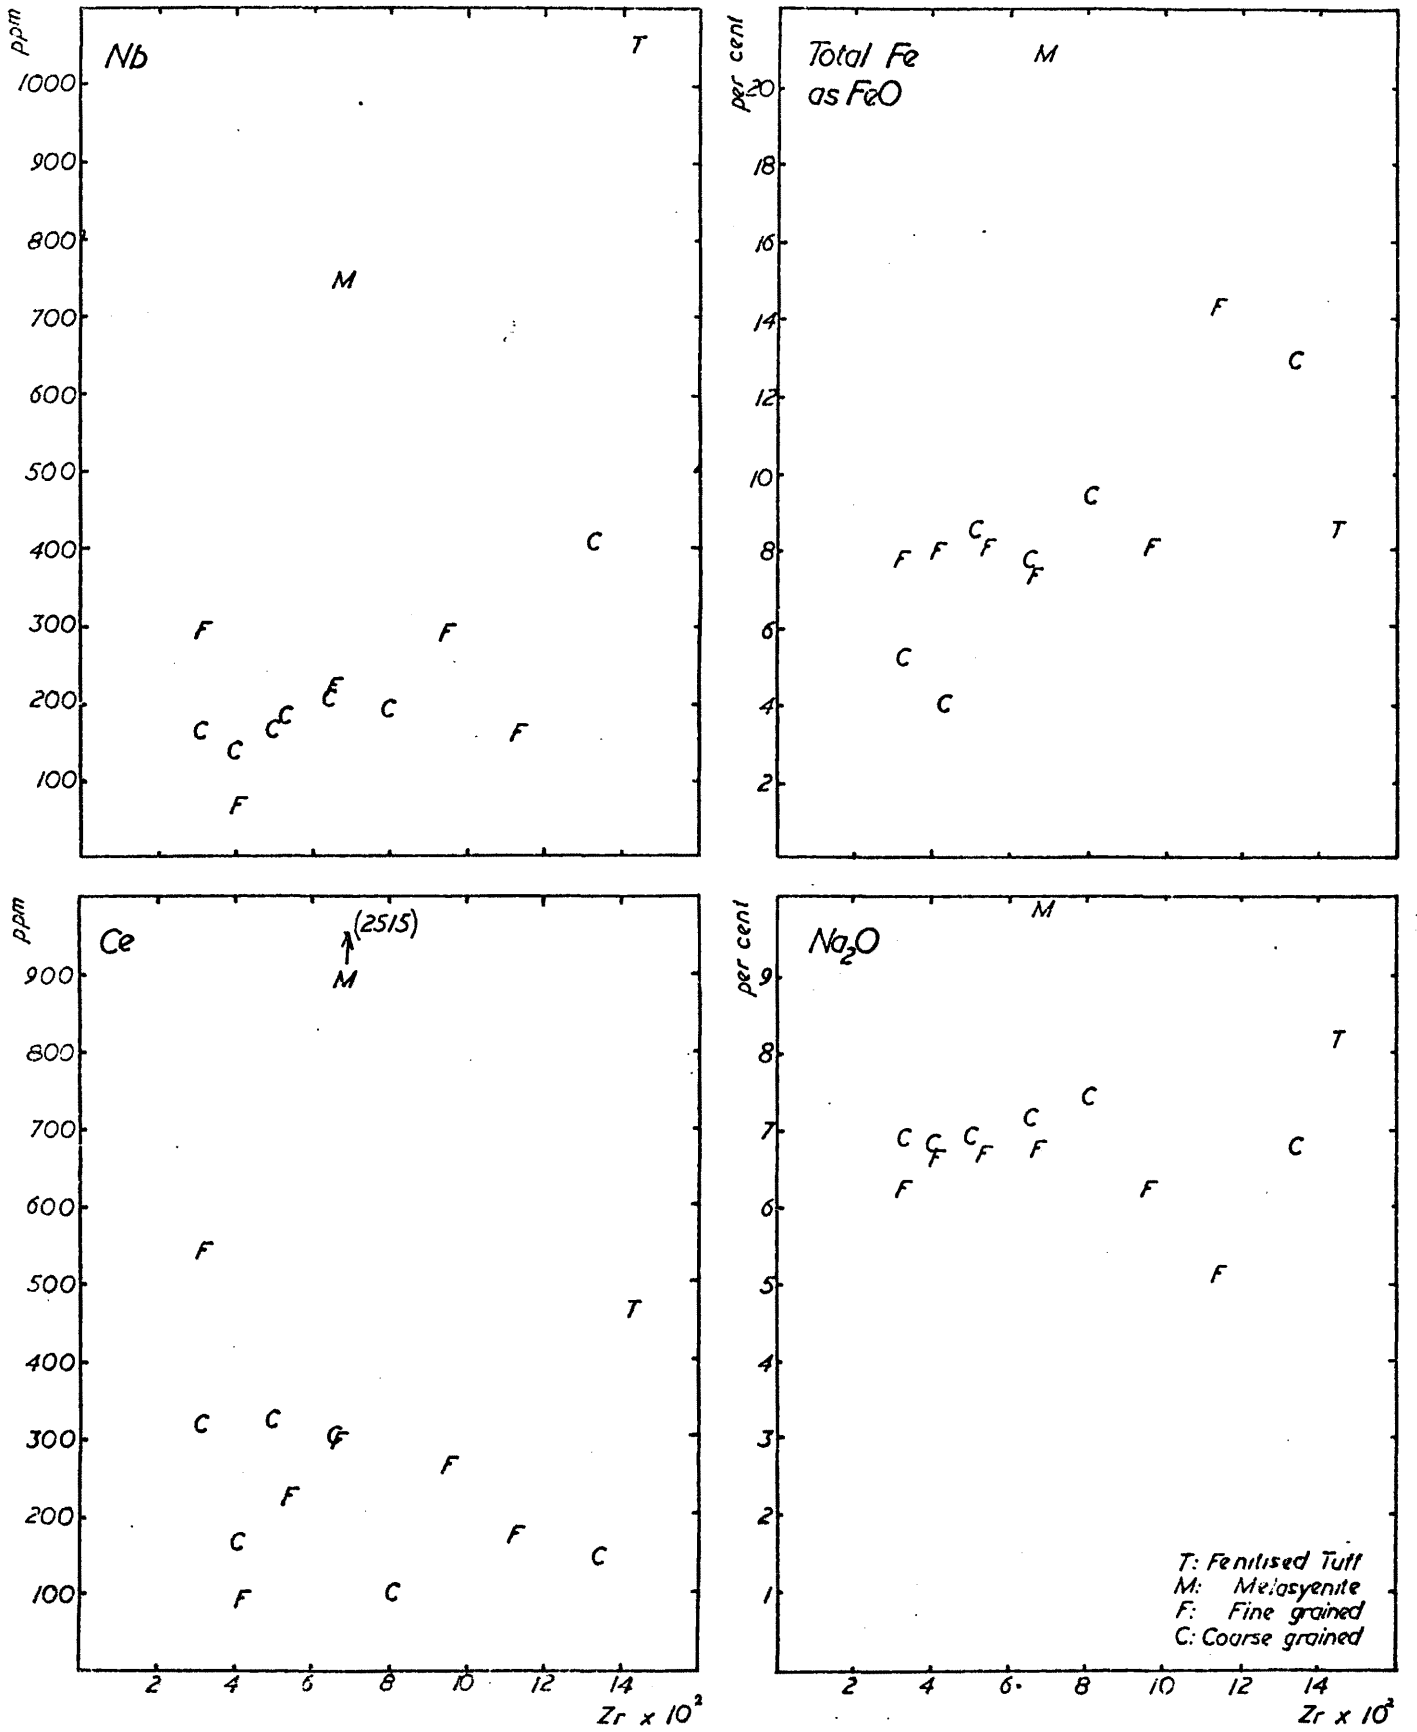 ppm
Nb
1000
900
800
700
600
500
400
300
200
100
T
M
C
F
F
F
C
C
C
C
C
C
F
F
per cent
Total Fe
as FeO
20
18
16
14
12
10
8
6
4
2
M
F
C
C
T
C
F
F
F
F
C
F
C
C
ppm
Ce
900
800
700
600
500
400
300
200
100
(2515)
M
F
T
C
C
C
F
F
F
F
C
C
C
F
2 4 6 8 10 12 14
Zr x 10²
per cent
Na₂O
9
8
7
6
5
4
3
2
1
M
T
C
C
C
C
C
C
F
F
F
F
F
F
T: Fenitised Tuff
M: Melasyenite
F: Fine grained
C: Coarse grained
2 4 6 8 10 12 14
Zr x 10²